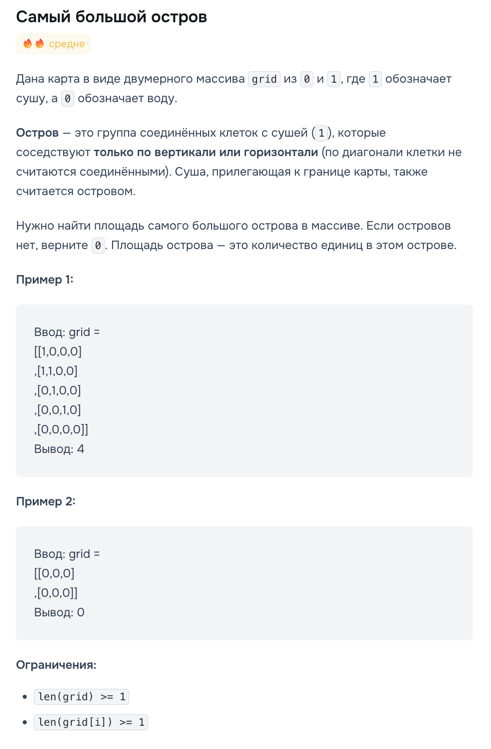 Самый большой остров
🔥🔥 средне
Дана карта в виде двумерного массива grid из 0 и 1, где 1 обозначает
сушу, а 0 обозначает воду.
Остров — это группа соединённых клеток с сушей (1), которые
соседствуют только по вертикали или горизонтали (по диагонали клетки не
считаются соединёнными). Суша, прилегающая к границе карты, также
считается островом.
Нужно найти площадь самого большого острова в массиве. Если островов
нет, верните 0. Площадь острова — это количество единиц в этом острове.
Пример 1:
Ввод: grid =
[[1,0,0,0]
,[1,1,0,0]
,[0,1,0,0]
,[0,0,1,0]
,[0,0,0,0]]
Вывод: 4
Пример 2:
Ввод: grid =
[[0,0,0]
,[0,0,0]]
Вывод: 0
Ограничения:
• len(grid) >= 1
• len(grid[i]) >= 1